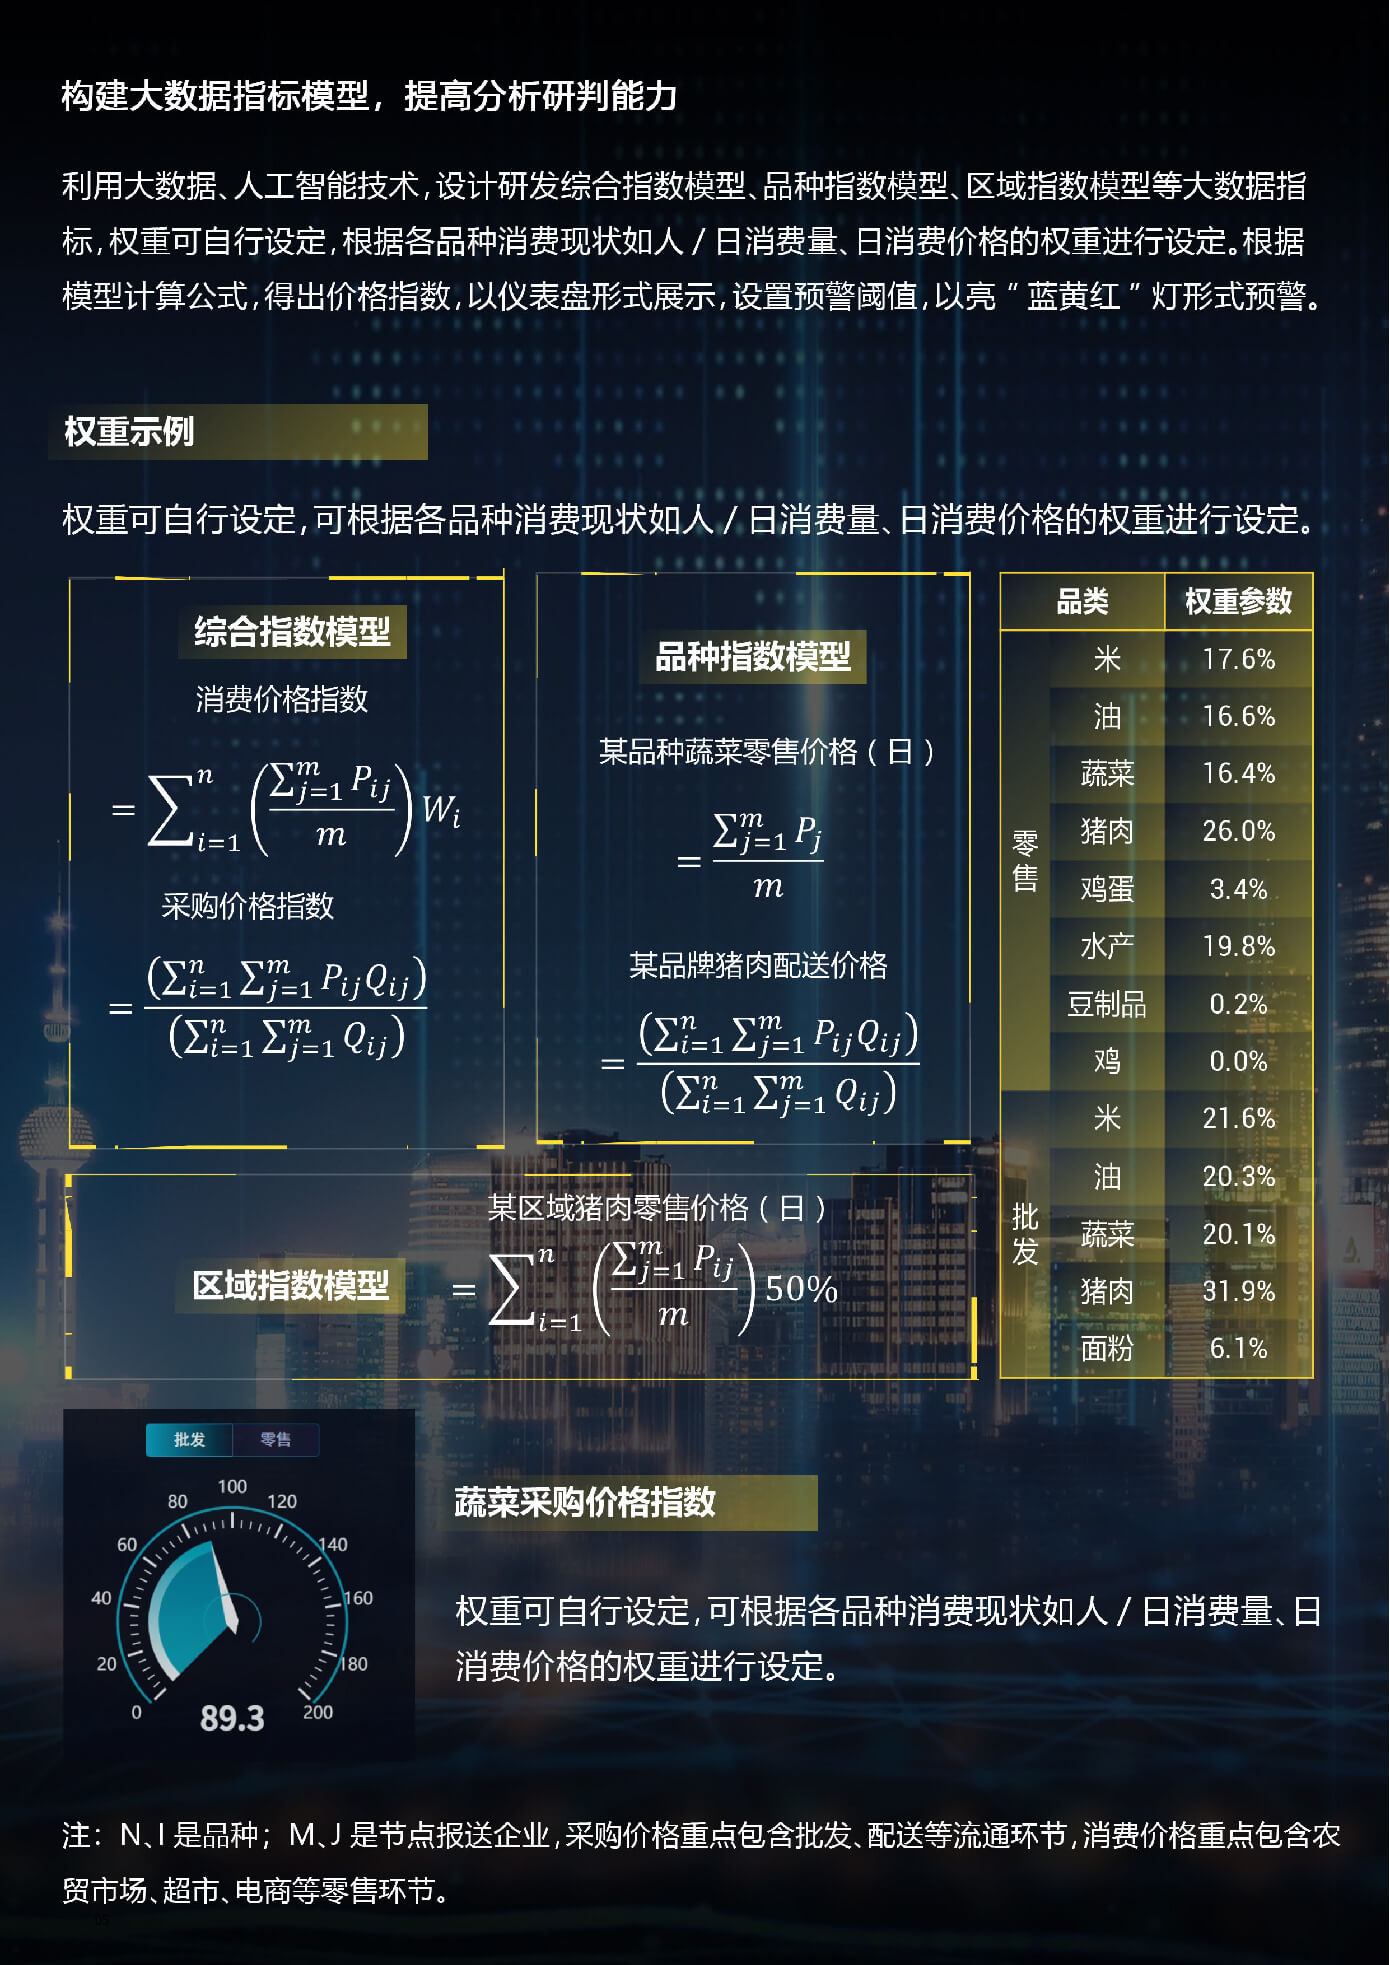 构建大数据指标模型，提高分析研判能力
利用大数据、人工智能技术，设计研发综合指数模型、品种指数模型、区域指数模型等大数据指
标，权重可自行设定，根据各品种消费现状如人 / 日消费量、日消费价格的权重进行设定。根据
模型计算公式，得出价格指数，以仪表盘形式展示，设置预警阈值，以亮“蓝黄红”灯形式预警。
权重示例
权重可自行设定，可根据各品种消费现状如人 / 日消费量、日消费价格的权重进行设定。
综合指数模型
消费价格指数
= ∑_{i=1}^{n} (∑_{j=1}^{m} P_{ij} / m) W_i
采购价格指数
= (∑_{i=1}^{n} ∑_{j=1}^{m} P_{ij}Q_{ij}) / (∑_{i=1}^{n} ∑_{j=1}^{m} Q_{ij})
品种指数模型
某品种蔬菜零售价格（日）
= ∑_{j=1}^{m} P_j / m
某品牌猪肉配送价格
= (∑_{i=1}^{n} ∑_{j=1}^{m} P_{ij}Q_{ij}) / (∑_{i=1}^{n} ∑_{j=1}^{m} Q_{ij})
区域指数模型
某区域猪肉零售价格（日）
= ∑_{i=1}^{n} (∑_{j=1}^{m} P_{ij} / m) 50%
品类 权重参数
零售
米 17.6%
油 16.6%
蔬菜 16.4%
猪肉 26.0%
鸡蛋 3.4%
水产 19.8%
豆制品 0.2%
鸡 0.0%
批发
米 21.6%
油 20.3%
蔬菜 20.1%
猪肉 31.9%
面粉 6.1%
批发 零售
0
20
40
60
80
100
120
140
160
180
200
89.3
蔬菜采购价格指数
权重可自行设定，可根据各品种消费现状如人 / 日消费量、日
消费价格的权重进行设定。
注：N、I 是品种；M、J 是节点报送企业，采购价格重点包含批发、配送等流通环节，消费价格重点包含农
贸市场、超市、电商等零售环节。
05